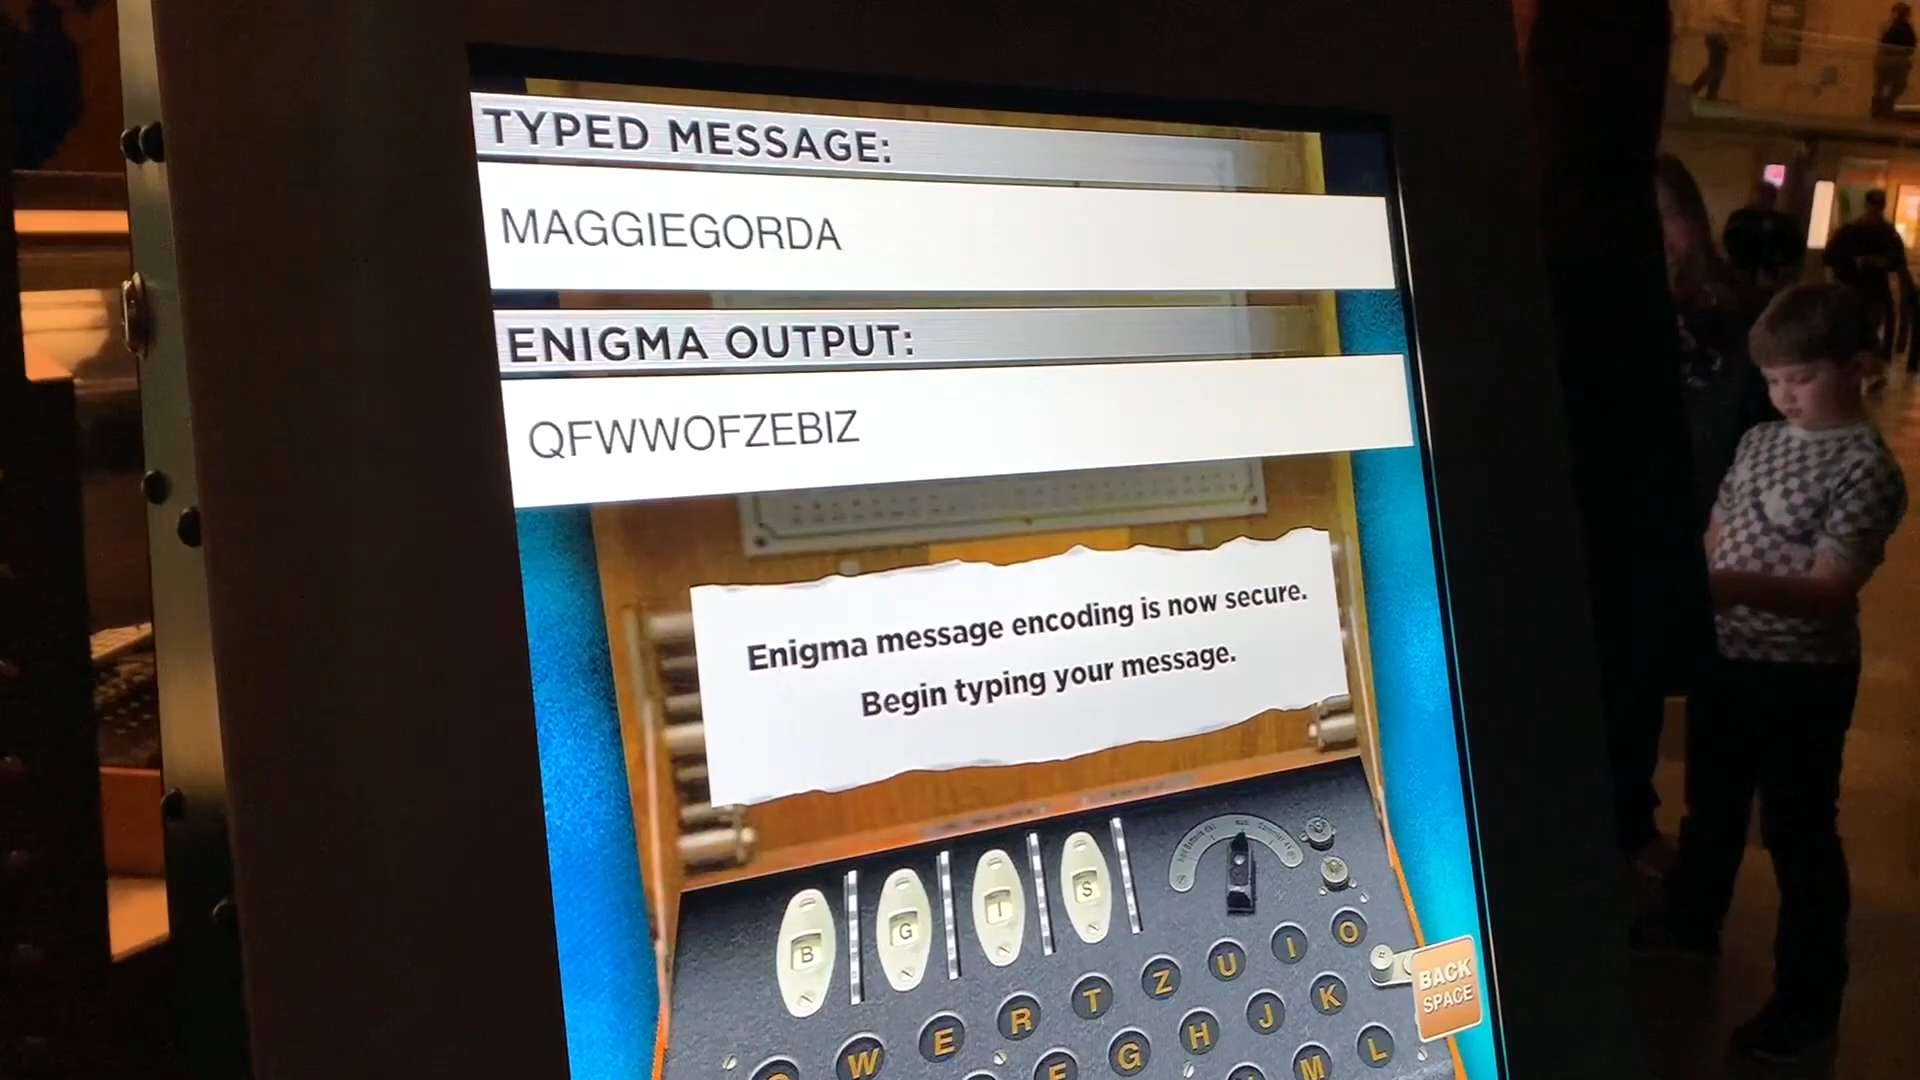 TYPED MESSAGE:
MAGGIEGORDA
ENIGMA OUTPUT:
QFWWOFZEBIZ
Enigma message encoding is now secure.
Begin typing your message.
B G I S
W E R T Z U I O
G H J K
M L
BACK
SPACE